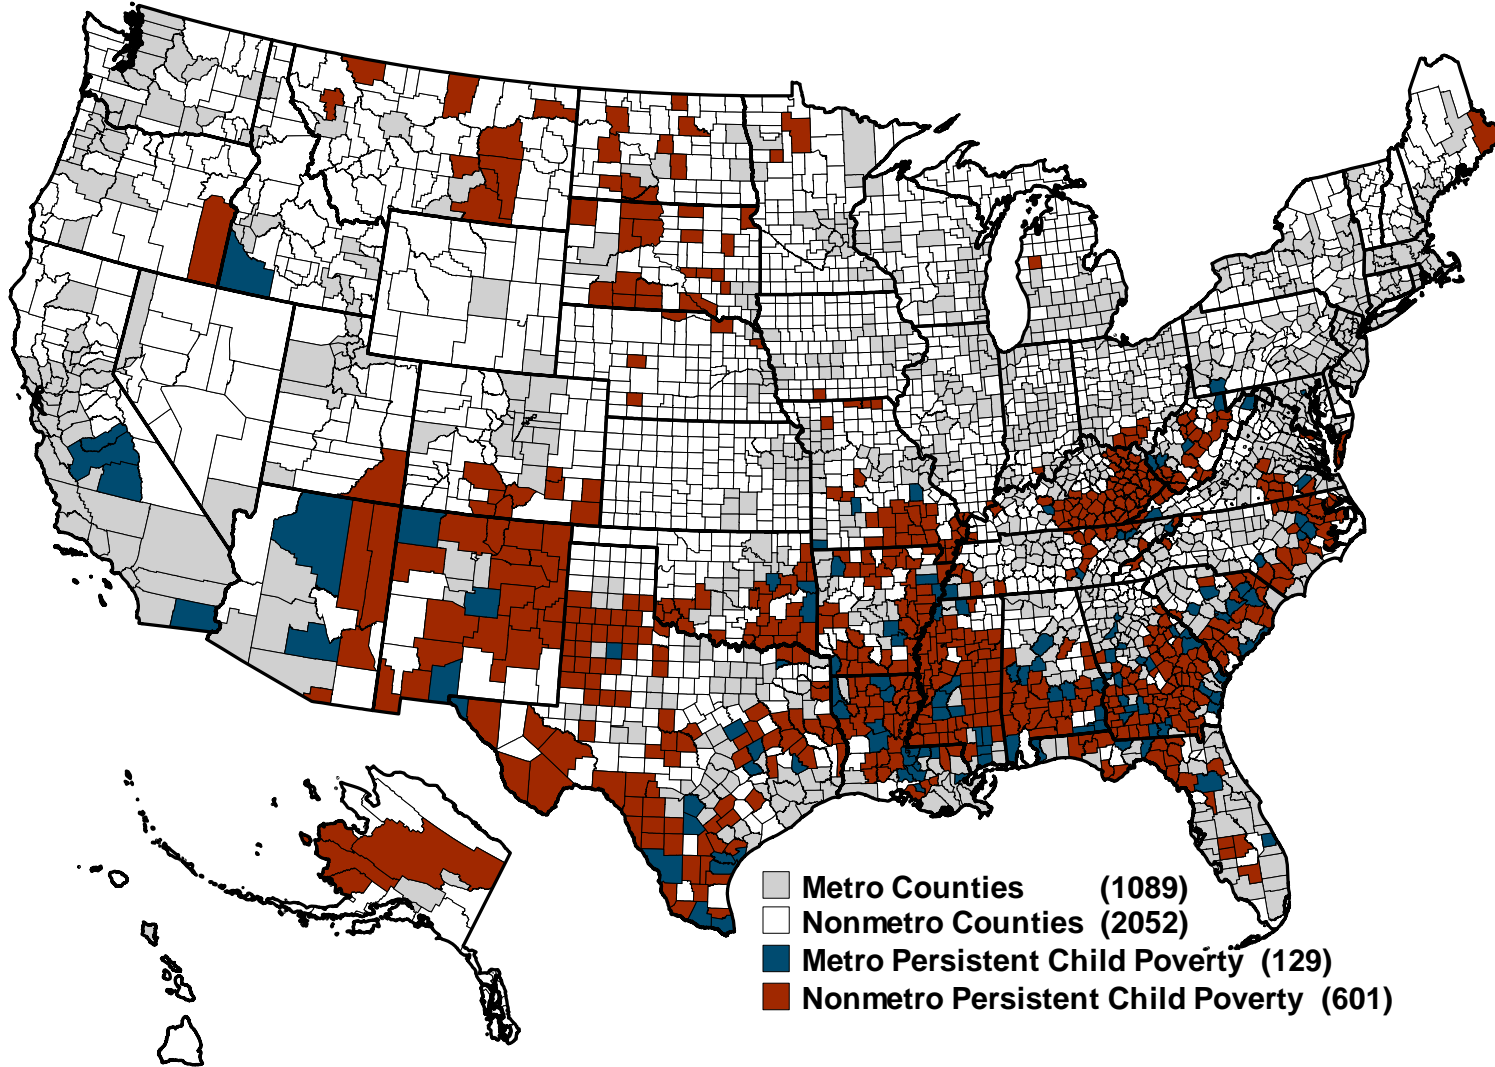 Metro Counties (1089)
Nonmetro Counties (2052)
Metro Persistent Child Poverty (129)
Nonmetro Persistent Child Poverty (601)